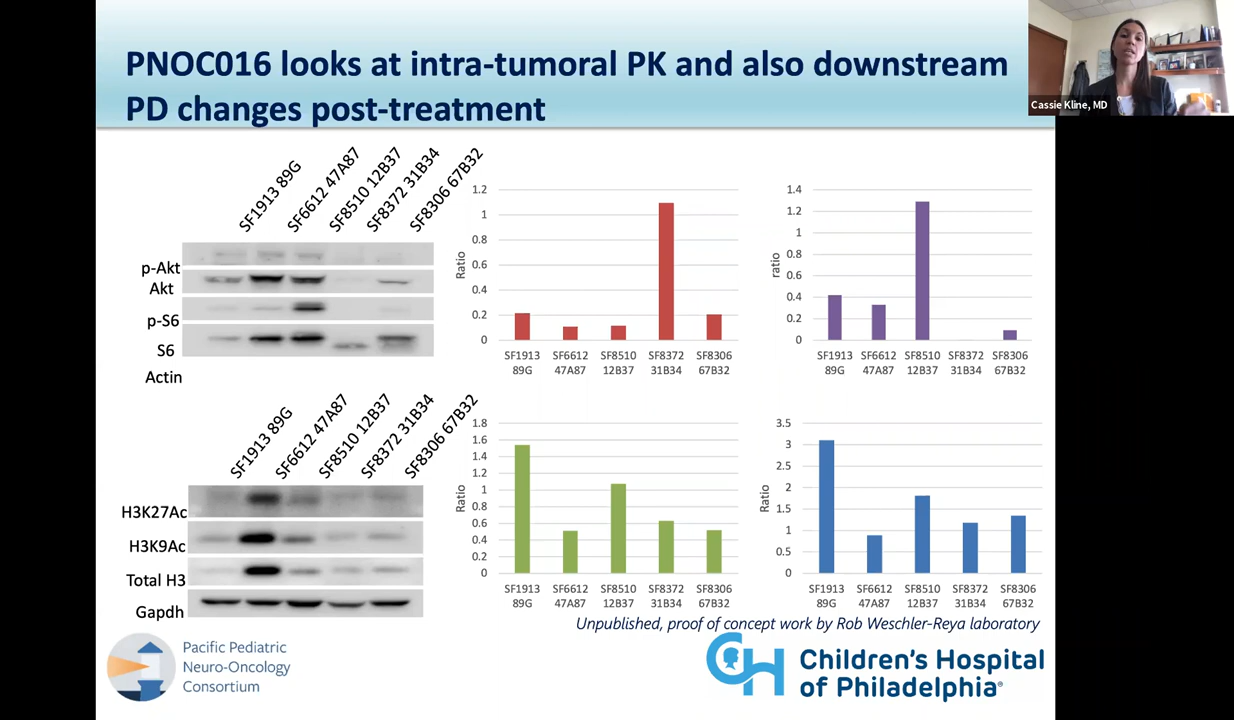 PNOC016 looks at intra-tumoral PK and also downstream
PD changes post-treatment
Cassie Kline, MD
SF1913 89G
SF6612 47A87
SF8510 12B37
SF8372 31B34
SF8306 67B32
p-Akt
Akt
p-S6
S6
Actin
Ratio
1.2
1
0.8
0.6
0.4
0.2
0
SF1913 SF6612 SF8510 SF8372 SF8306
89G 47A87 12B37 31B34 67B32
ratio
1.4
1.2
1
0.8
0.6
0.4
0.2
0
SF1913 SF6612 SF8510 SF8372 SF8306
89G 47A87 12B37 31B34 67B32
SF1913 89G
SF6612 47A87
SF8510 12B37
SF8372 31B34
SF8306 67B32
H3K27Ac
H3K9Ac
Total H3
Gapdh
Ratio
1.8
1.6
1.4
1.2
1
0.8
0.6
0.4
0.2
0
SF1913 SF6612 SF8510 SF8372 SF8306
89G 47A87 12B37 31B34 67B32
Ratio
3.5
3
2.5
2
1.5
1
0.5
0
SF1913 SF6612 SF8510 SF8372 SF8306
89G 47A87 12B37 31B34 67B32
Unpublished, proof of concept work by Rob Weschler-Reya laboratory
Pacific Pediatric
Neuro-Oncology
Consortium
CH
Children's Hospital
of Philadelphia®